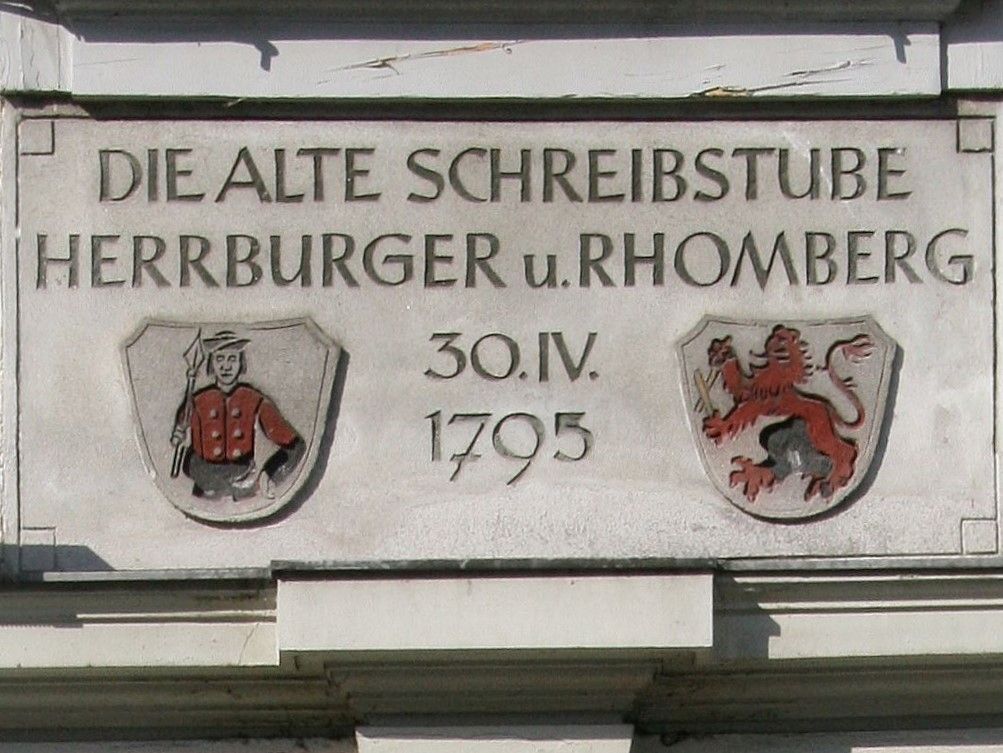 DIE ALTE SCHREIBSTUBE
HERRBURGER u. RHOMBERG
30.IV.
1795